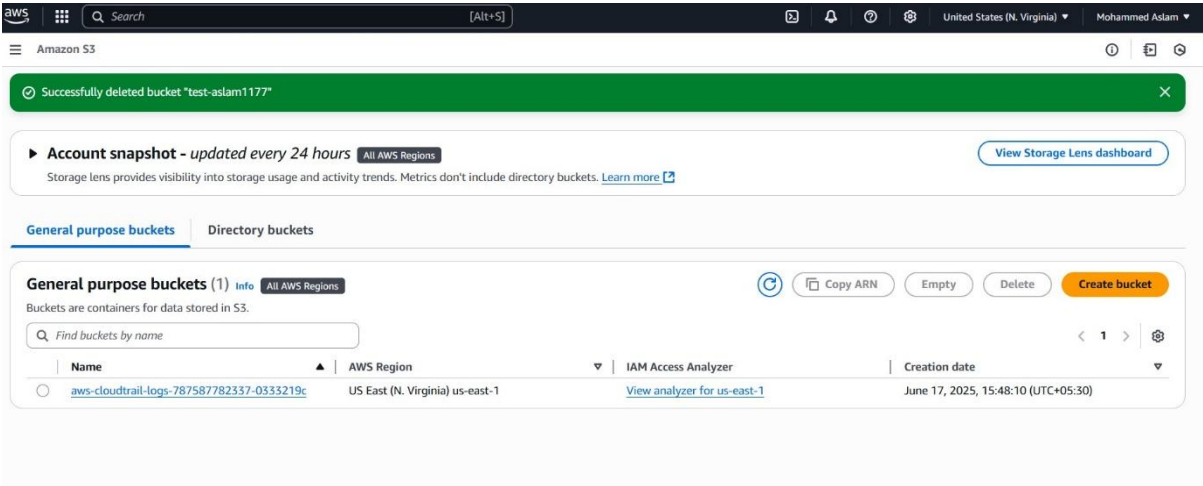 aws Search [Alt+S] United States (N. Virginia) Mohammed Aslam
Amazon S3
Successfully deleted bucket "test-aslam1177"
Account snapshot - updated every 24 hours All AWS Regions View Storage Lens dashboard
Storage lens provides visibility into storage usage and activity trends. Metrics don't include directory buckets. Learn more
General purpose buckets Directory buckets
General purpose buckets (1) Info All AWS Regions Copy ARN Empty Delete Create bucket
Buckets are containers for data stored in S3.
Find buckets by name 1
Name AWS Region IAM Access Analyzer Creation date
aws-cloudtrail-logs-787587782337-0333219c US East (N. Virginia) us-east-1 View analyzer for us-east-1 June 17, 2025, 15:48:10 (UTC+05:30)